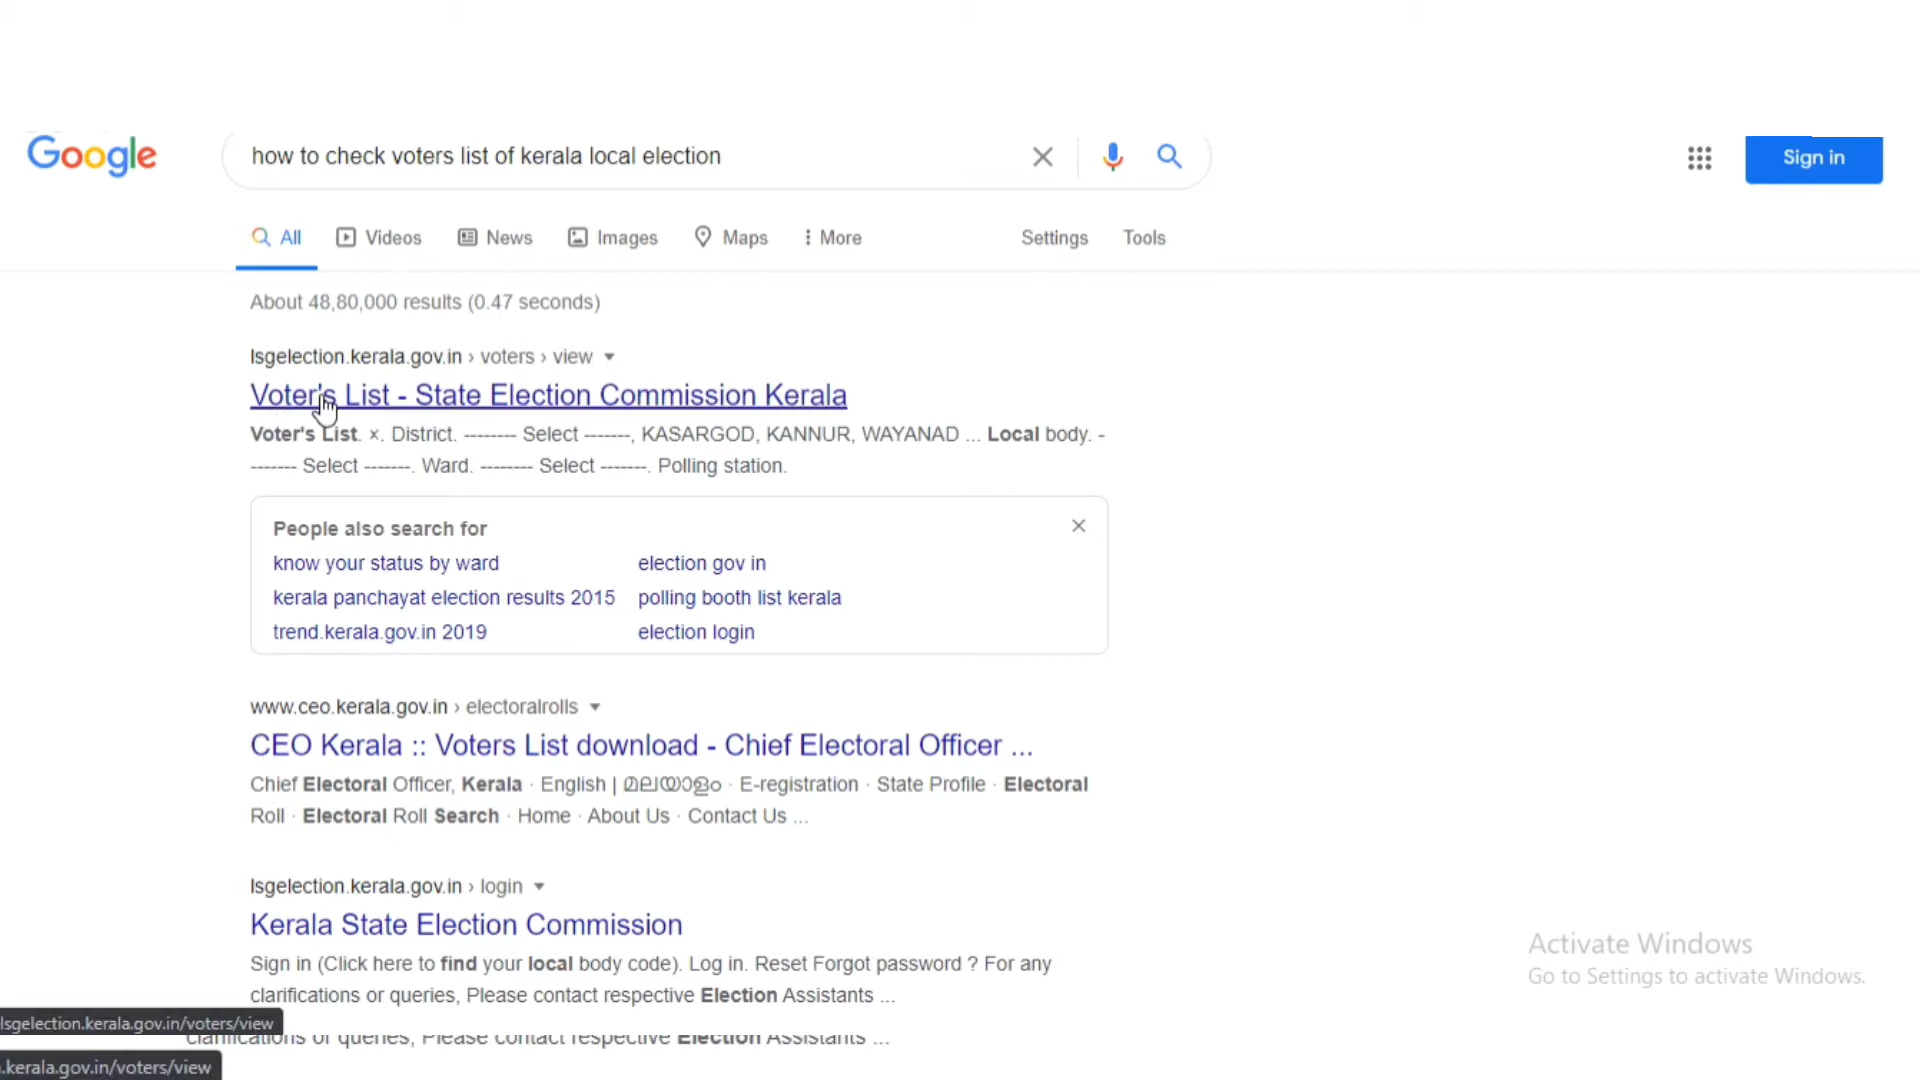 Google
how to check voters list of kerala local election
Sign in
All Videos News Images Maps More Settings Tools
About 48,80,000 results (0.47 seconds)
lsgelection.kerala.gov.in › voters › view
Voter's List - State Election Commission Kerala
Voter's List. ×. District. -------- Select -------, KASARGOD, KANNUR, WAYANAD ... Local body. -
------- Select -------. Ward. -------- Select -------. Polling station.
People also search for
know your status by ward election gov in
kerala panchayat election results 2015 polling booth list kerala
trend.kerala.gov.in 2019 election login
www.ceo.kerala.gov.in › electoralrolls
CEO Kerala :: Voters List download - Chief Electoral Officer ...
Chief Electoral Officer, Kerala · English | മലയാളം · E-registration · State Profile · Electoral
Roll · Electoral Roll Search · Home · About Us · Contact Us ...
lsgelection.kerala.gov.in › login
Kerala State Election Commission
Sign in (Click here to find your local body code). Log in. Reset Forgot password ? For any
clarifications or queries, Please contact respective Election Assistants ...
Activate Windows
Go to Settings to activate Windows.
lsgelection.kerala.gov.in/voters/view
clarifications or queries, Please contact respective Election Assistants ...
.kerala.gov.in/voters/view